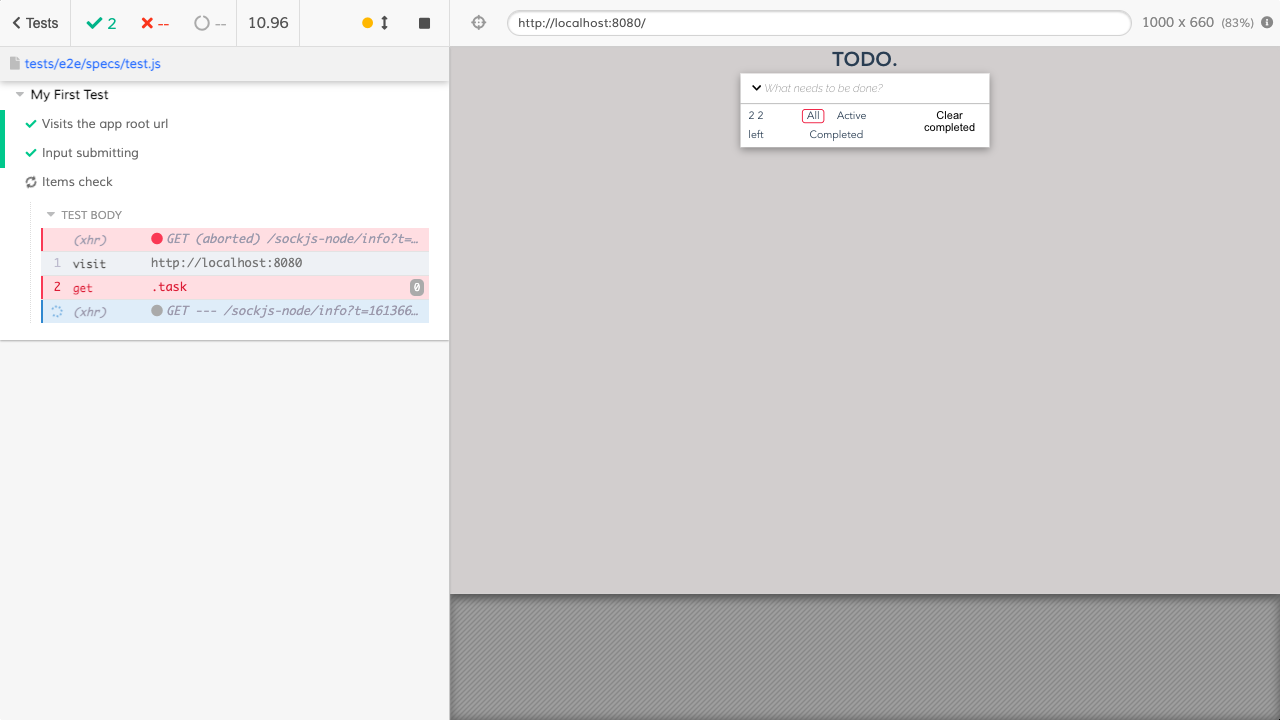 Tests 2 -- -- 10.96
http://localhost:8080/ 1000 x 660 (83%)
tests/e2e/specs/test.js
My First Test
Visits the app root url
Input submitting
Items check
TEST BODY
(xhr) GET (aborted) /sockjs-node/info?t=…
1 visit http://localhost:8080
2 get .task 0
(xhr) GET --- /sockjs-node/info?t=161366…
TODO.
What needs to be done?
2 2 All Active Clear
left Completed completed